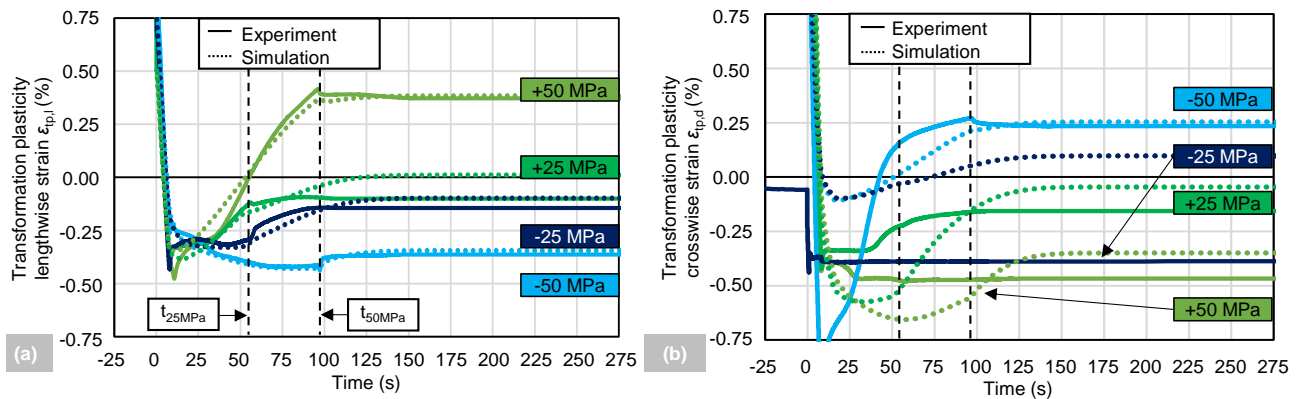 Transformation plasticity
lengthwise strain εtp,l (%)
0.75
0.50
0.25
0.00
-0.25
-0.50
-0.75
Experiment
Simulation
+50 MPa
+25 MPa
-25 MPa
-50 MPa
t25MPa
t50MPa
-25 0 25 50 75 100 125 150 175 200 225 250 275
Time (s)
(a)
Transformation plasticity
crosswise strain εtp,d (%)
0.75
0.50
0.25
0.00
-0.25
-0.50
-0.75
Experiment
Simulation
-50 MPa
-25 MPa
+25 MPa
+50 MPa
-25 0 25 50 75 100 125 150 175 200 225 250 275
Time (s)
(b)